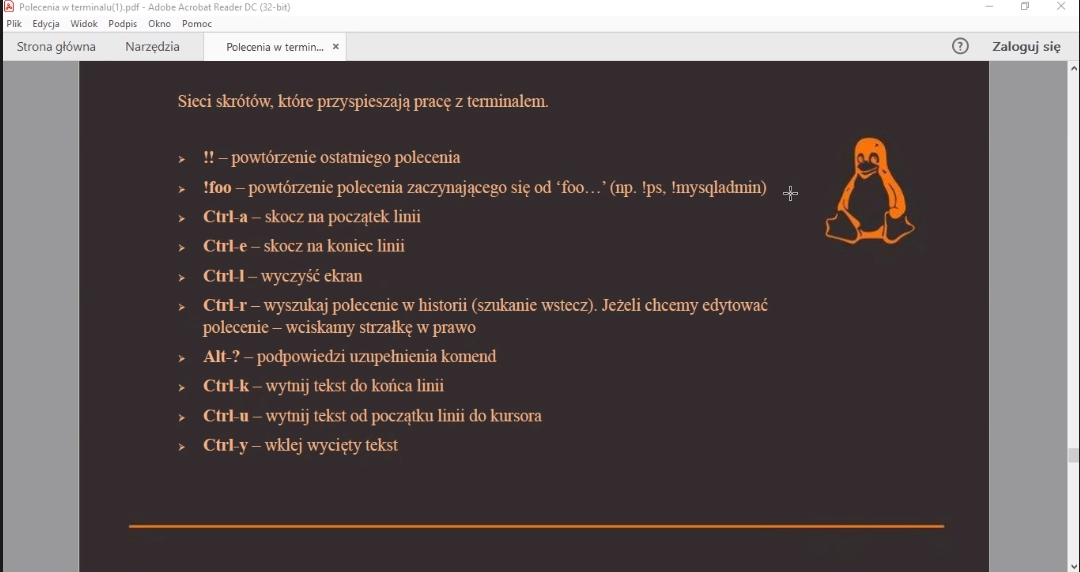 Polecenia w terminalu(1).pdf - Adobe Acrobat Reader DC (32-bit)
Plik Edycja Widok Podpis Okno Pomoc
Strona główna Narzędzia Polecenia w termin... × ? Zaloguj się
Sieci skrótów, które przyspieszają pracę z terminalem.
➢ !! – powtórzenie ostatniego polecenia
➢ !foo – powtórzenie polecenia zaczynającego się od ‘foo…’ (np. !ps, !mysqladmin)
➢ Ctrl-a – skocz na początek linii
➢ Ctrl-e – skocz na koniec linii
➢ Ctrl-l – wyczyść ekran
➢ Ctrl-r – wyszukaj polecenie w historii (szukanie wstecz). Jeżeli chcemy edytować
polecenie – wciskamy strzałkę w prawo
➢ Alt-? – podpowiedzi uzupełnienia komend
➢ Ctrl-k – wytnij tekst do końca linii
➢ Ctrl-u – wytnij tekst od początku linii do kursora
➢ Ctrl-y – wklej wycięty tekst